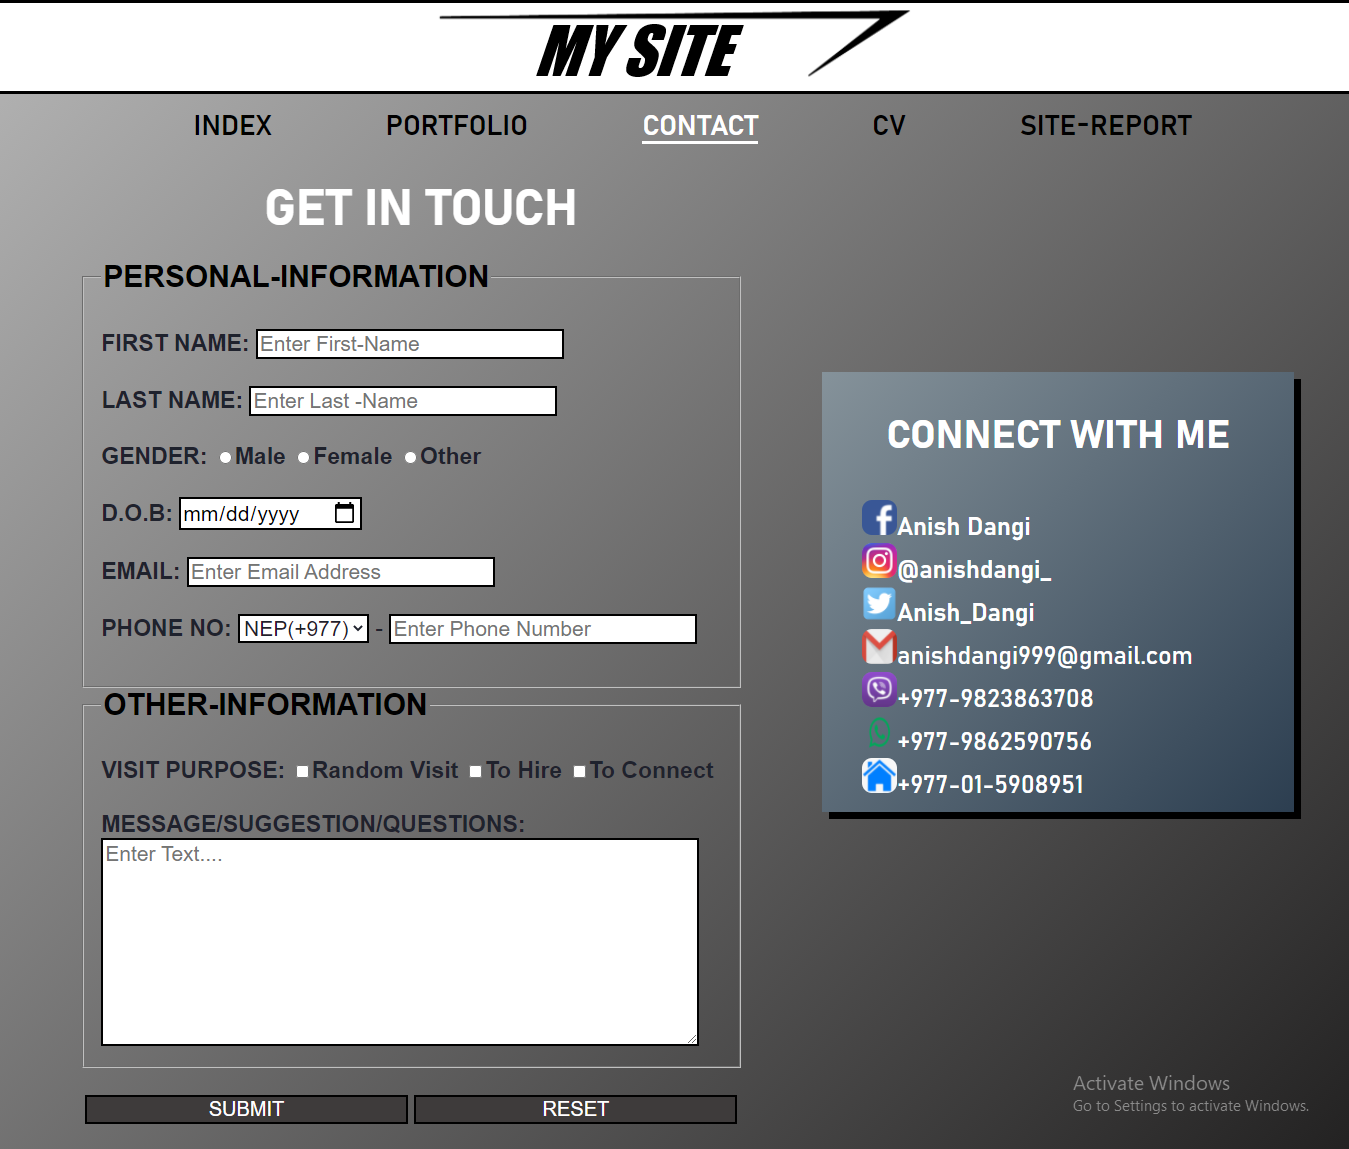 MY SITE
INDEX PORTFOLIO CONTACT CV SITE-REPORT
GET IN TOUCH
PERSONAL-INFORMATION
FIRST NAME: Enter First-Name
LAST NAME: Enter Last -Name
GENDER: Male Female Other
D.O.B: mm/dd/yyyy
EMAIL: Enter Email Address
PHONE NO: NEP(+977) - Enter Phone Number
OTHER-INFORMATION
VISIT PURPOSE: Random Visit To Hire To Connect
MESSAGE/SUGGESTION/QUESTIONS:
Enter Text....
SUBMIT RESET
CONNECT WITH ME
Anish Dangi
@anishdangi_
Anish_Dangi
anishdangi999@gmail.com
+977-9823863708
+977-9862590756
+977-01-5908951
Activate Windows
Go to Settings to activate Windows.